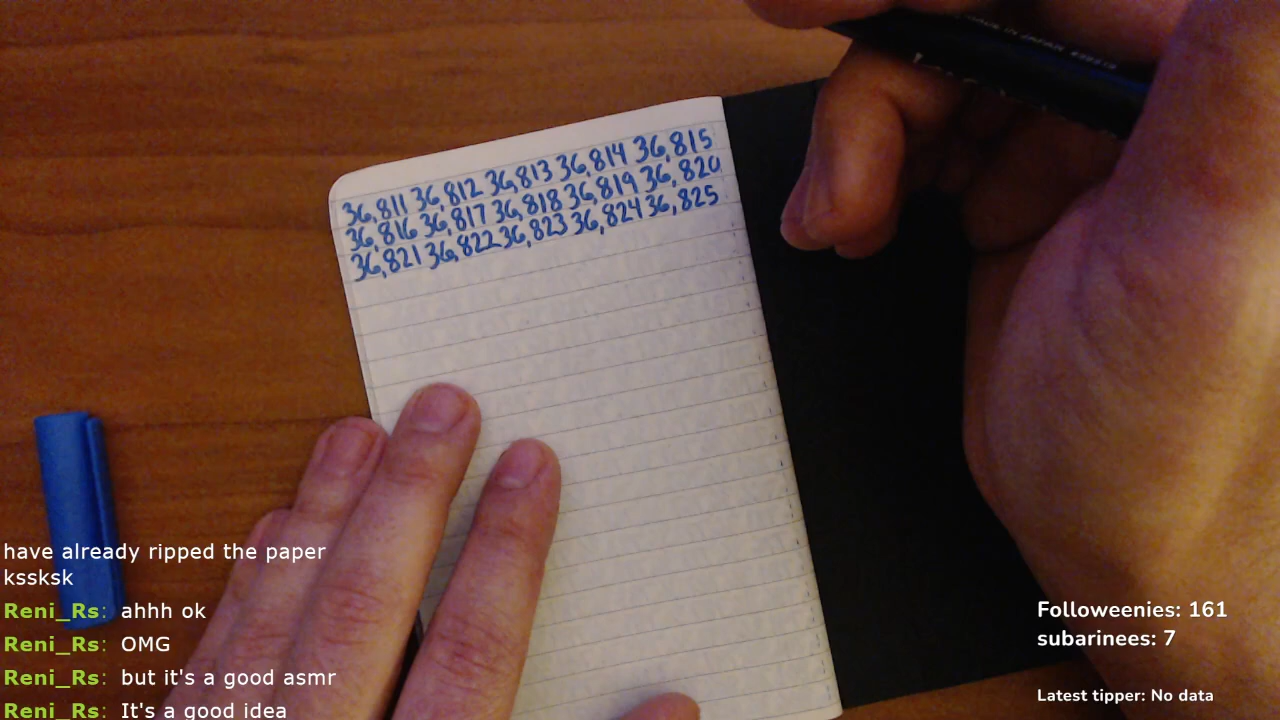 36,811 36,812 36,813 36,814 36,815
36,816 36,817 36,818 36,819 36,820
36,821 36,822 36,823 36,824 36,825
have already ripped the paper
kssksk
Reni_Rs: ahhh ok
Reni_Rs: OMG
Reni_Rs: but it's a good asmr
Reni_Rs: It's a good idea
Followeenies: 161
subarinees: 7
Latest tipper: No data